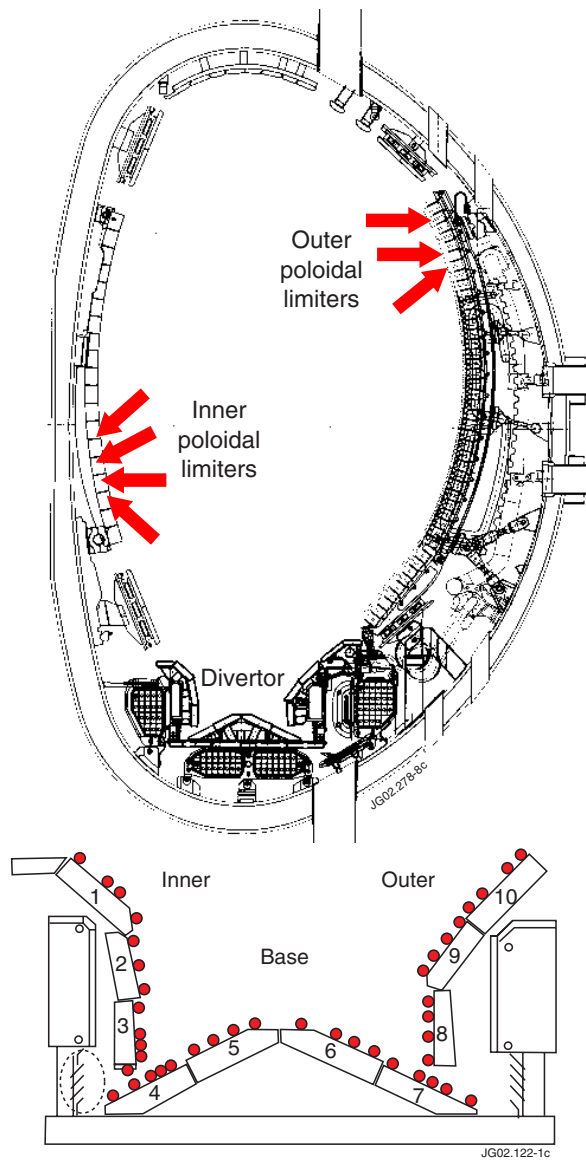 Outer
poloidal
limiters
Inner
poloidal
limiters
Divertor
JG02.278-8c
Inner
Outer
Base
1
2
3
4
5
6
7
8
9
10
JG02.122-1c